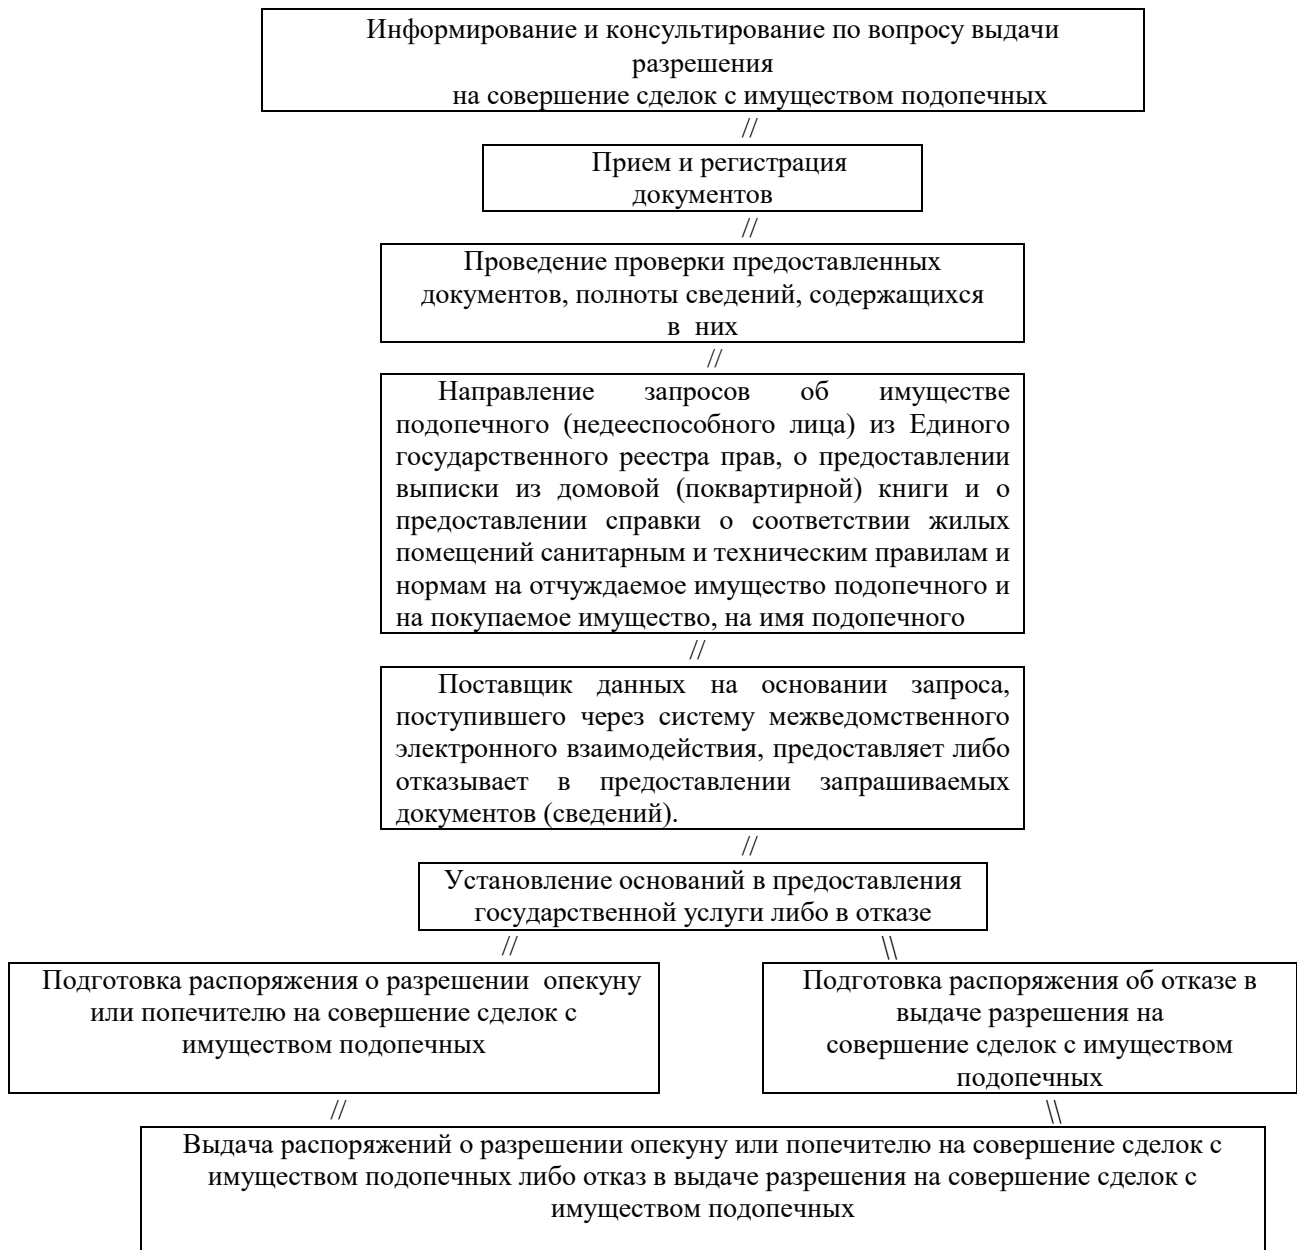 Информирование и консультирование по вопросу выдачи
разрешения
на совершение сделок с имуществом подопечных
//
Прием и регистрация
документов
//
Проведение проверки предоставленных
документов, полноты сведений, содержащихся
в них
//
Направление запросов об имуществе
подопечного (недееспособного лица) из Единого
государственного реестра прав, о предоставлении
выписки из домовой (поквартирной) книги и о
предоставлении справки о соответствии жилых
помещений санитарным и техническим правилам и
нормам на отчуждаемое имущество подопечного и
на покупаемое имущество, на имя подопечного
//
Поставщик данных на основании запроса,
поступившего через систему межведомственного
электронного взаимодействия, предоставляет либо
отказывает в предоставлении запрашиваемых
документов (сведений).
//
Установление оснований в предоставления
государственной услуги либо в отказе
// \\
Подготовка распоряжения о разрешении опекуну
или попечителю на совершение сделок с
имуществом подопечных
Подготовка распоряжения об отказе в
выдаче разрешения на
совершение сделок с имуществом
подопечных
// \\
Выдача распоряжений о разрешении опекуну или попечителю на совершение сделок с
имуществом подопечных либо отказ в выдаче разрешения на совершение сделок с
имуществом подопечных